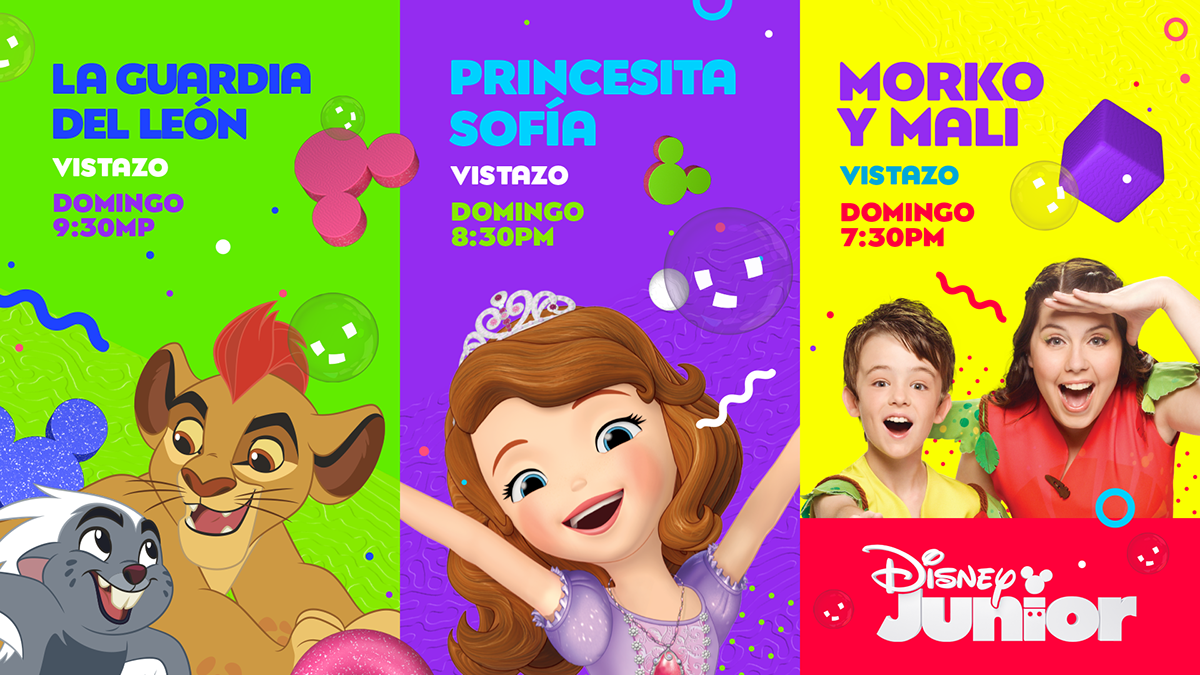 LA GUARDIA
DEL LEÓN
VISTAZO
DOMINGO
9:30MP
PRINCESITA
SOFÍA
VISTAZO
DOMINGO
8:30PM
MORKO
Y MALI
VISTAZO
DOMINGO
7:30PM
Disney
Junior